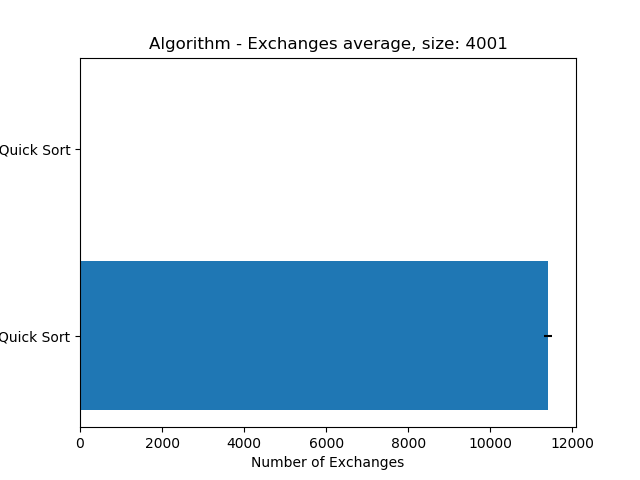 Algorithm - Exchanges average, size: 4001
Quick Sort
Quick Sort
0 2000 4000 6000 8000 10000 12000
Number of Exchanges